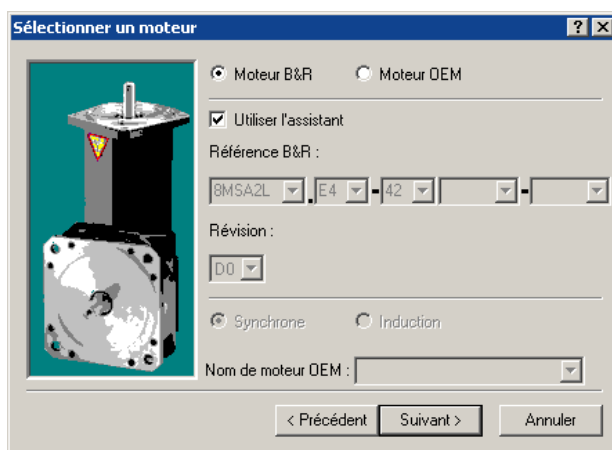 Sélectionner un moteur
Moteur B&R Moteur OEM
Utiliser l'assistant
Référence B&R :
8MSA2L . E4 - 42 -
Révision :
D0
Synchrone Induction
Nom de moteur OEM :
< Précédent Suivant > Annuler